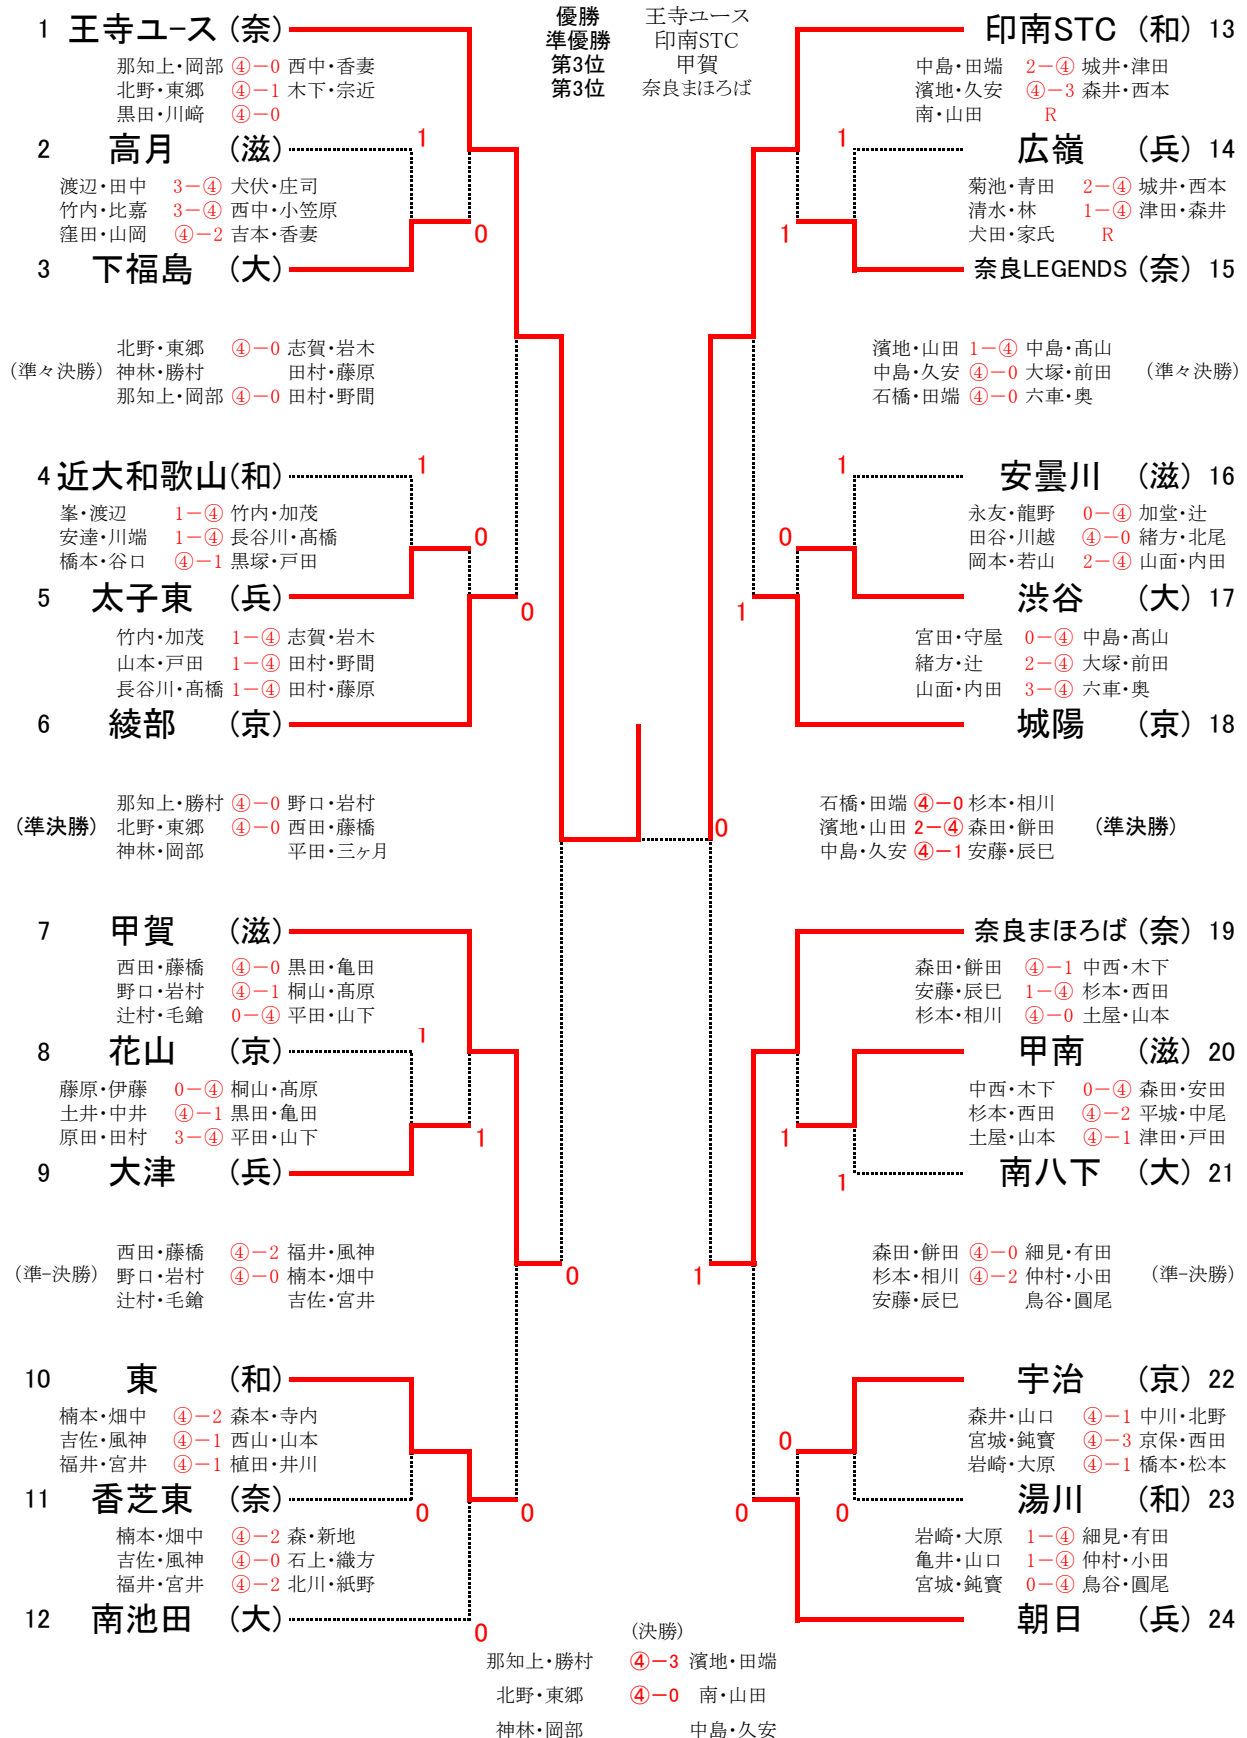 優勝 王寺ユース
準優勝 印南STC
第3位 甲賀
第3位 奈良まほろば
1 王寺ユース (奈)
那知上・岡部 ④－0 西中・香妻
北野・東郷 ④－1 木下・宗近
黒田・川﨑 ④－0
1
2 高月 (滋)
渡辺・田中 3－④ 犬伏・庄司
竹内・比嘉 3－④ 西中・小笠原
窪田・山岡 ④－2 吉本・香妻
0
3 下福島 (大)
北野・東郷 ④－0 志賀・岩木
(準々決勝) 神林・勝村 田村・藤原
那知上・岡部 ④－0 田村・野間
1
4 近大和歌山 (和)
峯・渡辺 1－④ 竹内・加茂
安達・川端 1－④ 長谷川・髙橋
橋本・谷口 ④－1 黒塚・戸田
0
5 太子東 (兵)
0
竹内・加茂 1－④ 志賀・岩木
山本・戸田 1－④ 田村・野間
長谷川・髙橋 1－④ 田村・藤原
6 綾部 (京)
那知上・勝村 ④－0 野口・岩村
(準決勝) 北野・東郷 ④－0 西田・藤橋
神林・岡部 平田・三ヶ月
7 甲賀 (滋)
西田・藤橋 ④－0 黒田・亀田
野口・岩村 ④－1 桐山・髙原
辻村・毛鎗 0－④ 平田・山下
1
8 花山 (京)
藤原・伊藤 0－④ 桐山・髙原
土井・中井 ④－1 黒田・亀田
原田・田村 3－④ 平田・山下
1
9 大津 (兵)
西田・藤橋 ④－2 福井・風神
(準-決勝) 野口・岩村 ④－0 楠本・畑中
辻村・毛鎗 吉佐・宮井
0
10 東 (和)
楠本・畑中 ④－2 森本・寺内
吉佐・風神 ④－1 西山・山本
福井・宮井 ④－1 植田・井川
11 香芝東 (奈)
0 0
楠本・畑中 ④－2 森・新地
吉佐・風神 ④－0 石上・織方
福井・宮井 ④－2 北川・紙野
12 南池田 (大)
0
印南STC (和) 13
中島・田端 2－④ 城井・津田
濱地・久安 ④－3 森井・西本
南・山田 R
1
広嶺 (兵) 14
菊池・青田 2－④ 城井・西本
清水・林 1－④ 津田・森井
犬田・家氏 R
1
奈良LEGENDS (奈) 15
濱地・山田 1－④ 中島・髙山
中島・久安 ④－0 大塚・前田 (準々決勝)
石橋・田端 ④－0 六車・奥
1
安曇川 (滋) 16
永友・龍野 0－④ 加堂・辻
田谷・川越 ④－0 緒方・北尾
岡本・若山 2－④ 山面・内田
0
渋谷 (大) 17
1
宮田・守屋 0－④ 中島・髙山
緒方・辻 2－④ 大塚・前田
山面・内田 3－④ 六車・奥
城陽 (京) 18
石橋・田端 ④－0 杉本・相川
濱地・山田 2－④ 森田・餅田 (準決勝)
中島・久安 ④－1 安藤・辰巳
0
奈良まほろば (奈) 19
森田・餅田 ④－1 中西・木下
安藤・辰巳 1－④ 杉本・西田
杉本・相川 ④－0 土屋・山本
甲南 (滋) 20
中西・木下 0－④ 森田・安田
杉本・西田 ④－2 平城・中尾
土屋・山本 ④－1 津田・戸田
1
南八下 (大) 21
1
森田・餅田 ④－0 細見・有田
杉本・相川 ④－2 仲村・小田 (準-決勝)
安藤・辰巳 鳥谷・圓尾
1
宇治 (京) 22
森井・山口 ④－1 中川・北野
宮城・鈍寳 ④－3 京保・西田
岩崎・大原 ④－1 橋本・松本
0
湯川 (和) 23
0 0
岩崎・大原 1－④ 細見・有田
亀井・山口 1－④ 仲村・小田
宮城・鈍寳 0－④ 鳥谷・圓尾
朝日 (兵) 24
(決勝)
那知上・勝村 ④－3 濱地・田端
北野・東郷 ④－0 南・山田
神林・岡部 中島・久安